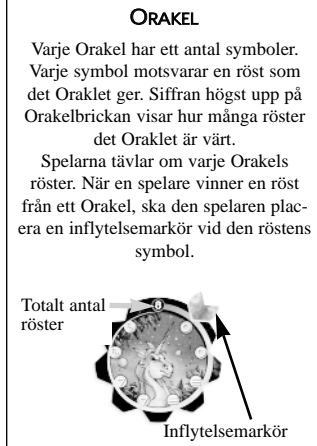 ORAKEL
Varje Orakel har ett antal symboler.
Varje symbol motsvarar en röst som
det Oraklet ger. Siffran högst upp på
Orakelbrickan visar hur många röster
det Oraklet är värt.
Spelarna tävlar om varje Orakels
röster. När en spelare vinner en röst
från ett Orakel, ska den spelaren plac-
era en inflytelsemarkör vid den röstens
symbol.
Totalt antal
röster
Inflytelsemarkör